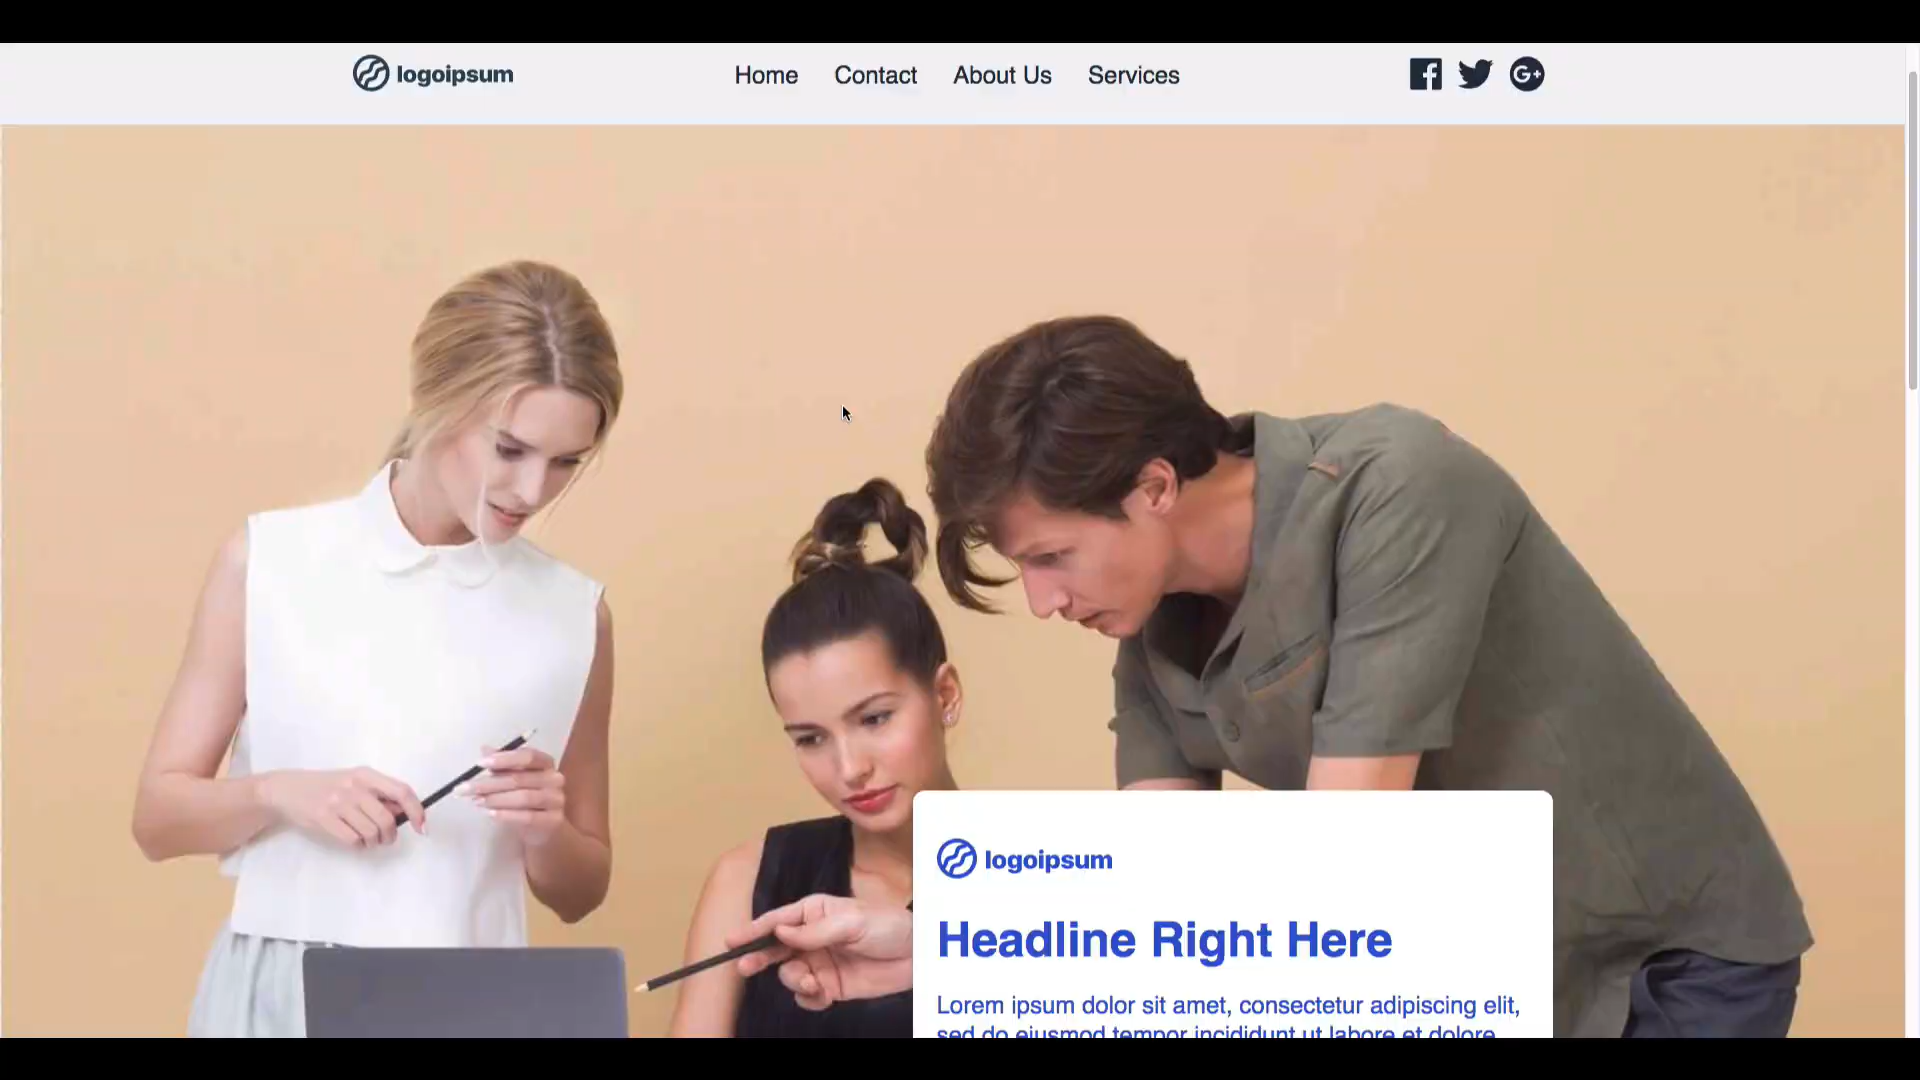 logoipsum
Home Contact About Us Services
logoipsum
Headline Right Here
Lorem ipsum dolor sit amet, consectetur adipiscing elit,
sed do eiusmod tempor incididunt ut labore et dolore